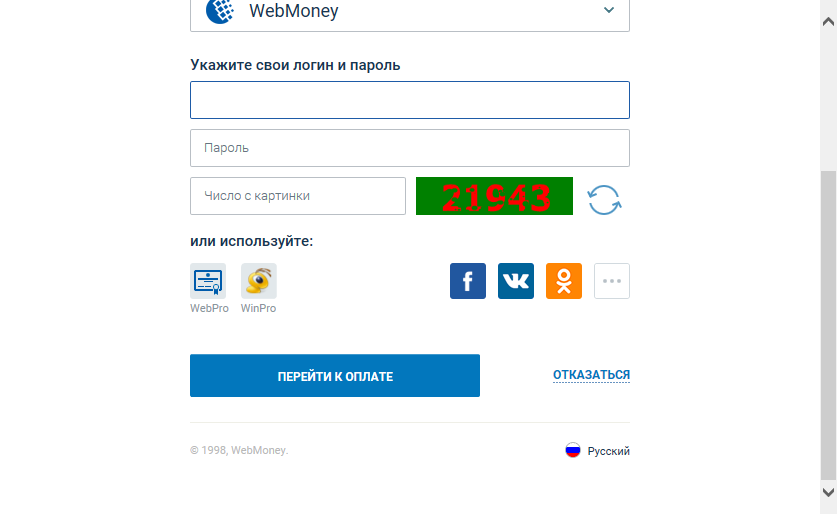 WebMoney
Укажите свои логин и пароль
Пароль
Число с картинки
21943
или используйте:
WebPro
WinPro
ПЕРЕЙТИ К ОПЛАТЕ
ОТКАЗАТЬСЯ
© 1998, WebMoney.
Русский